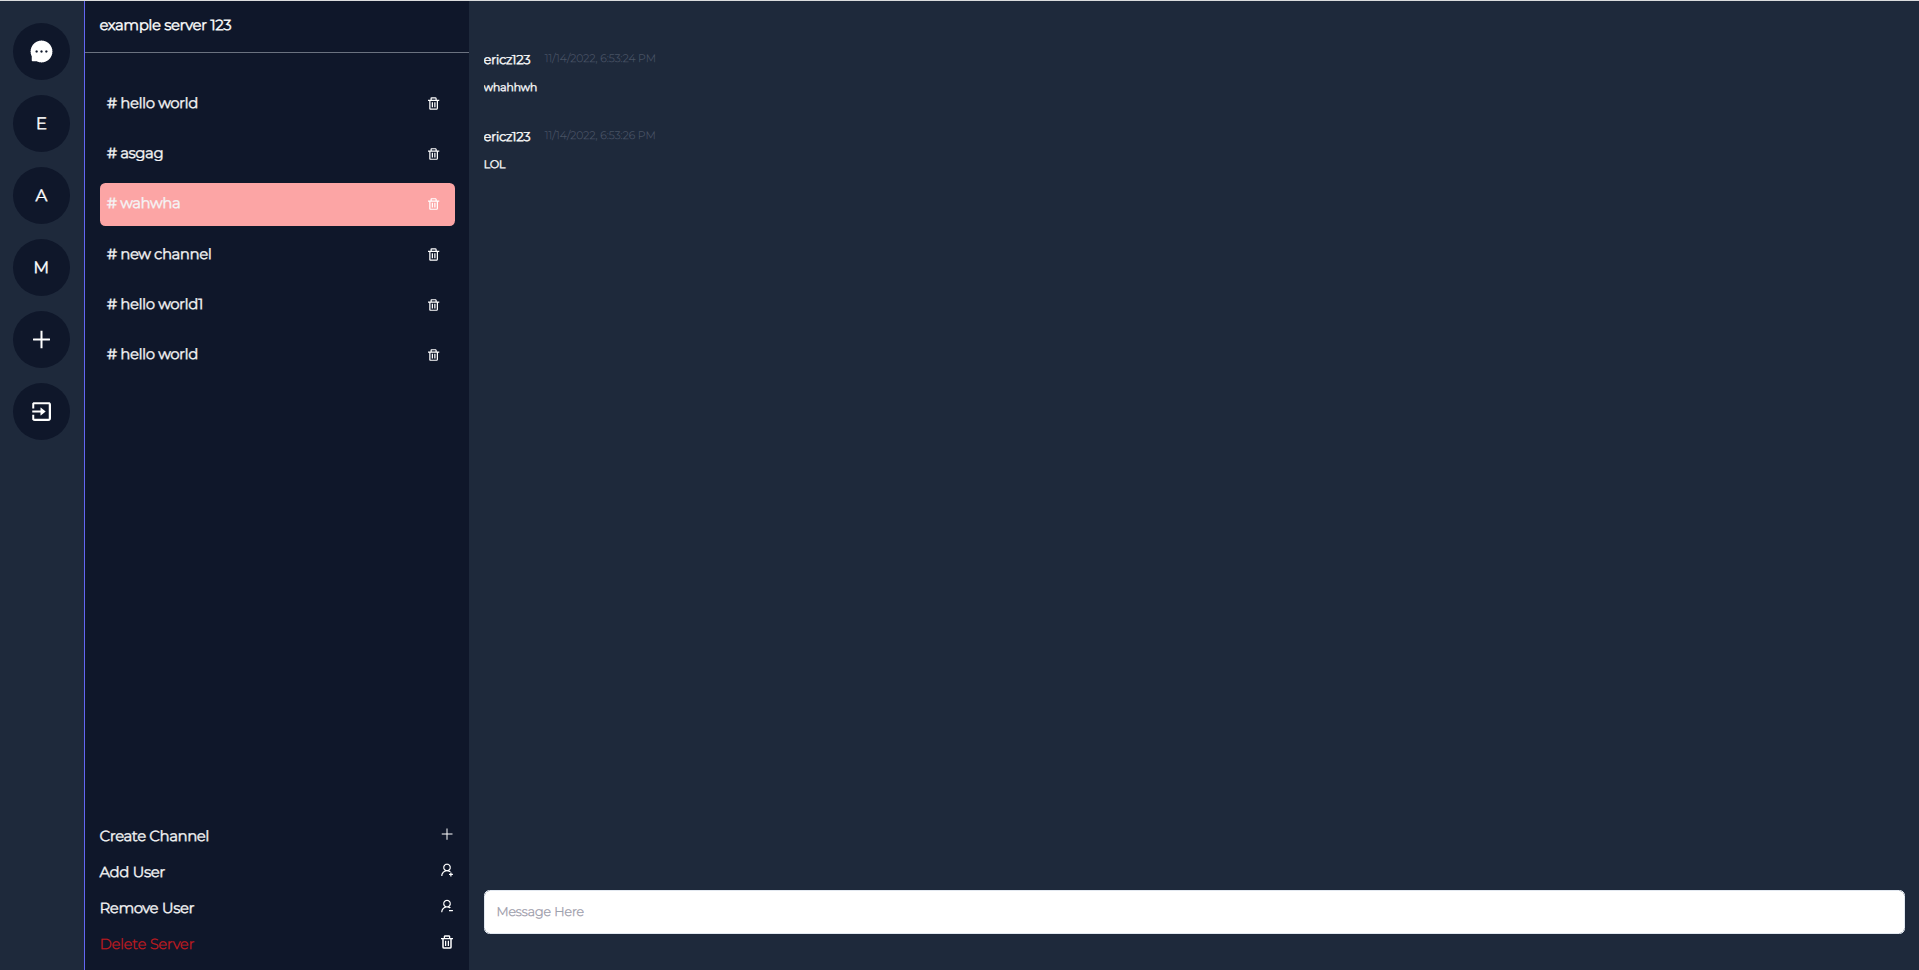 E
A
M
example server 123
# hello world
# asgag
# wahwha
# new channel
# hello world1
# hello world
Create Channel
Add User
Remove User
Delete Server
ericz123 11/14/2022, 6:53:24 PM
whahhwh
ericz123 11/14/2022, 6:53:26 PM
LOL
Message Here